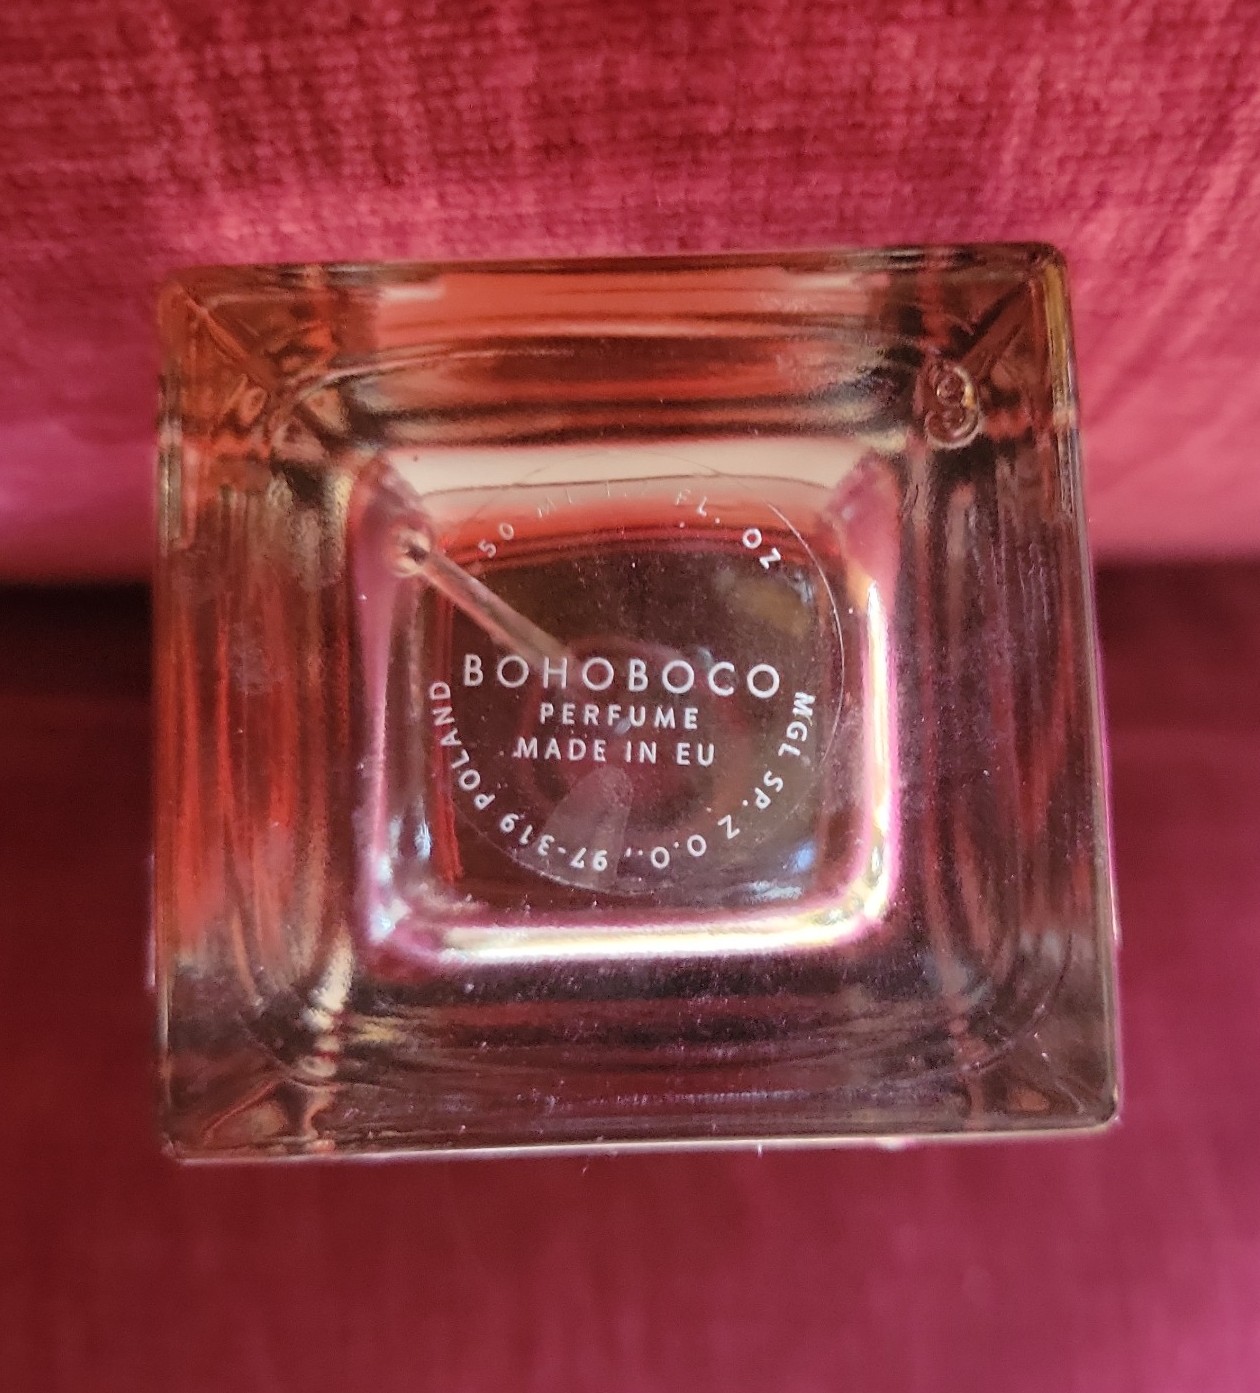 50 ML FL. OZ
BOHOBOCO
PERFUME
MADE IN EU
MGL SP. Z O.O., 97-319 POLAND